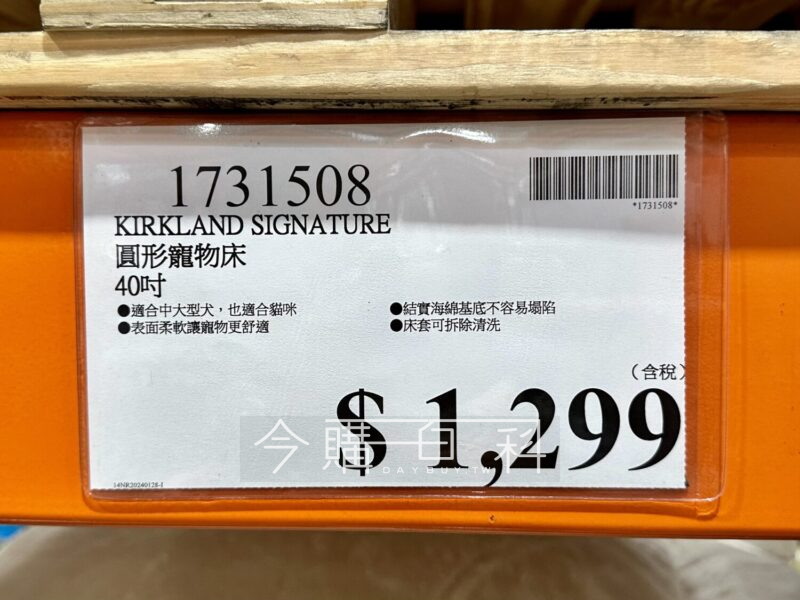 1731508
*1731508*
KIRKLAND SIGNATURE
圓形寵物床
40吋
●適合中大型犬，也適合貓咪
●結實海綿基底不容易塌陷
●表面柔軟讓寵物更舒適
●床套可拆除清洗
（含稅）
$ 1,299
今購百科
DAYBUY.TW
14NR20240128-I